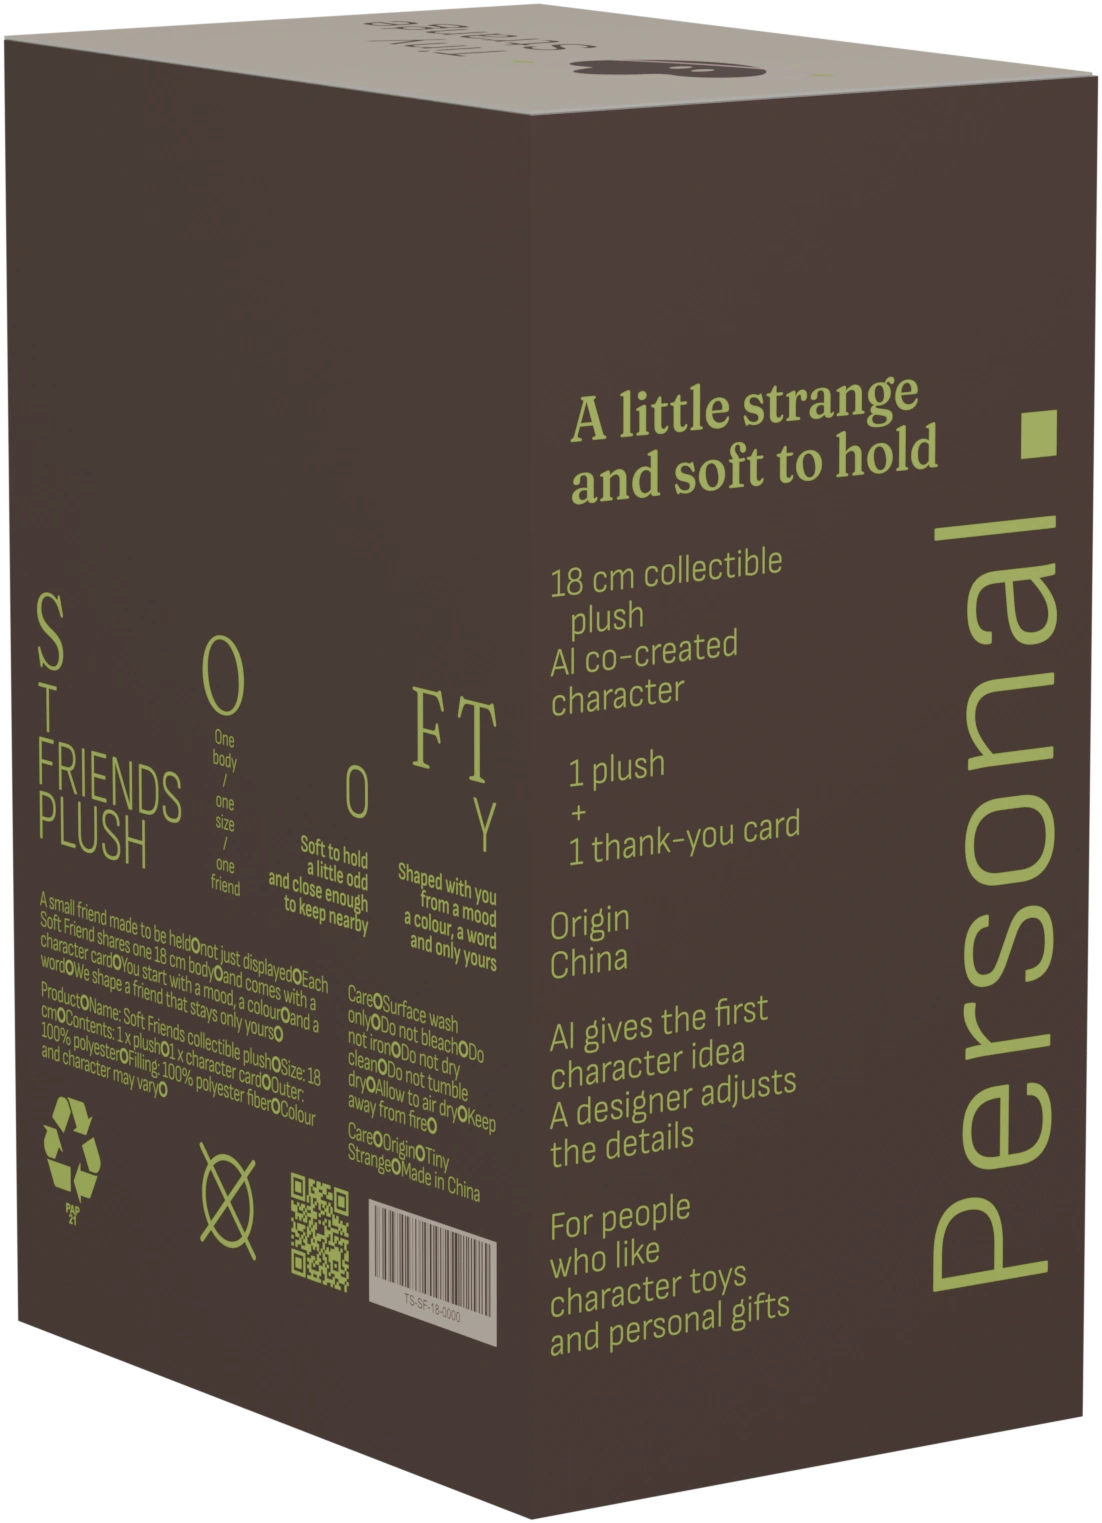 Tiny
Strange
S O FT
T O Y
FRIENDS
PLUSH
One
body
/
one
size
/
one
friend
Soft to hold
a little odd
and close enough
to keep nearby
Shaped with you
from a mood
a colour, a word
and only yours
A small friend made to be heldOnot just displayedOEach
Soft Friend shares one 18 cm bodyOand comes with a
character cardOYou start with a mood, a colourOand a
wordOWe shape a friend that stays only yoursO
ProductOName: Soft Friends collectible plushOSize: 18
cmOContents: 1 x plushO1 x character cardOOuter:
100% polyesterOFilling: 100% polyester fiberOColour
and character may varyO
CareOSurface wash
onlyODo not bleachODo
not ironODo not dry
cleanODo not tumble
dryOAllow to air dryOKeep
away from fireO
CareOOriginOTiny
StrangeOMade in China
PAP
21
TS-SF-18-0000
A little strange
and soft to hold
18 cm collectible
plush
AI co-created
character
1 plush
+
1 thank-you card
Origin
China
AI gives the first
character idea
A designer adjusts
the details
For people
who like
character toys
and personal gifts
Personal.